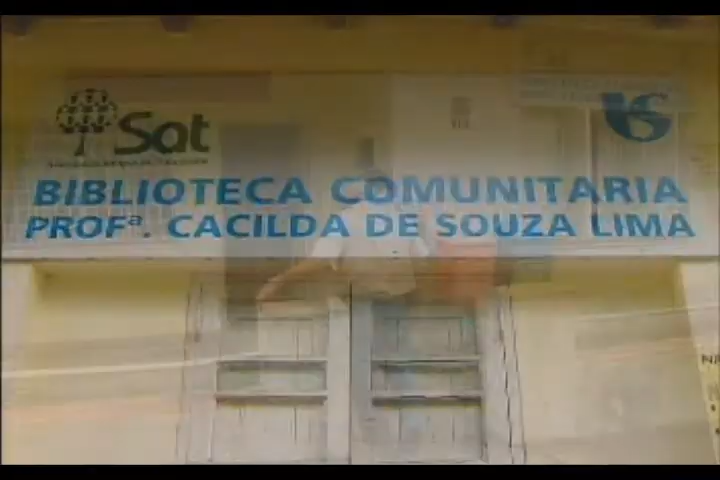 Sat
BIBLIOTECA COMUNITARIA
PROFª. CACILDA DE SOUZA LIMA